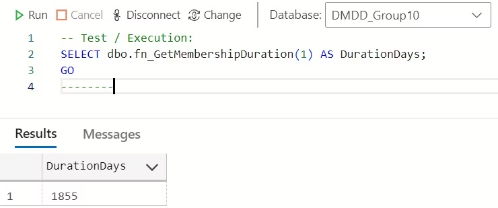 Run Cancel Disconnect Change Database: DMDD_Group10
1 -- Test / Execution:
2 SELECT dbo.fn_GetMembershipDuration(1) AS DurationDays;
3 GO
4 --------
Results Messages
DurationDays
1 1855